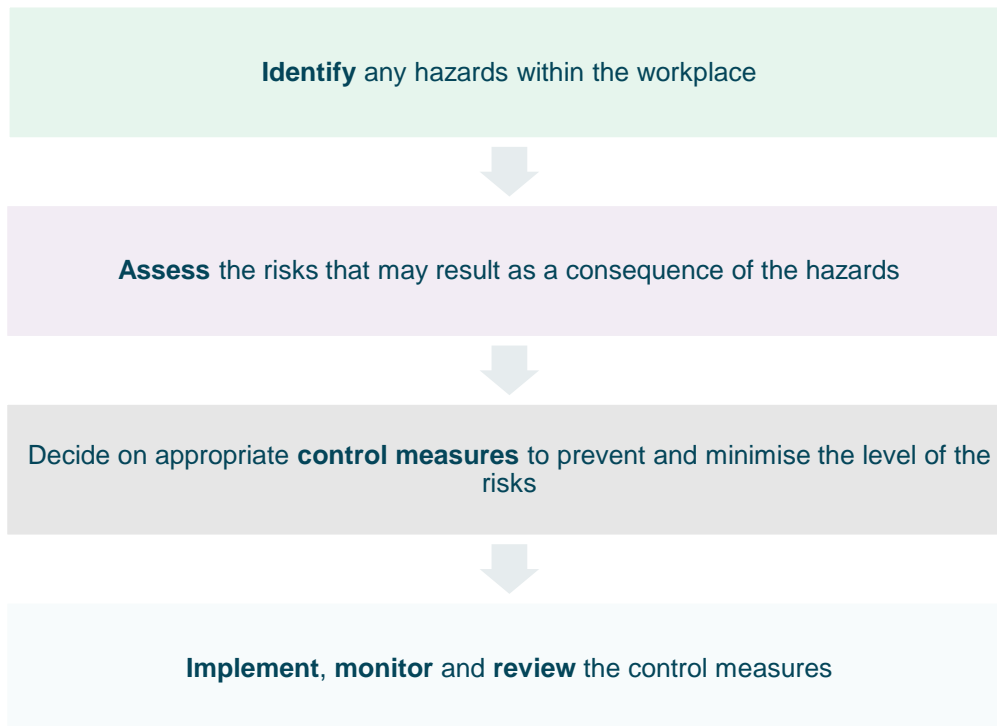 Identify any hazards within the workplace
Assess the risks that may result as a consequence of the hazards
Decide on appropriate control measures to prevent and minimise the level of the
risks
Implement, monitor and review the control measures